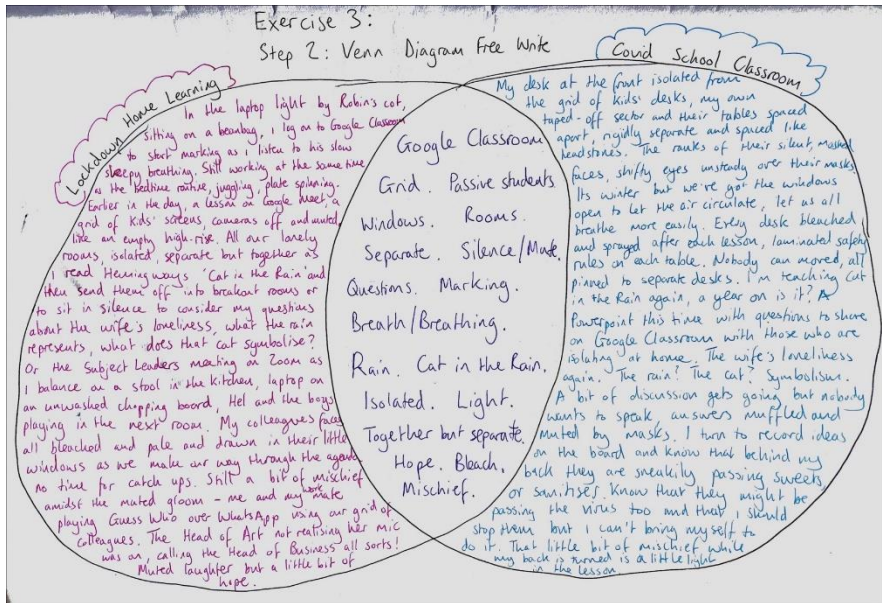 Exercise 3:
Step 2: Venn Diagram Free Write
Lockdown Home Learning
In the laptop light by Robin's cot,
Sitting on a beanbag, I log on to Google Classroom
to start marking as I listen to his slow
sleepy breathing. Still working at the same time
as the bedtime routine, juggling, plate spinning.
Earlier in the day, a lesson on Google Meet, a
grid of kids' screens, cameras off and muted,
like an empty high-rise. All our lonely
rooms, isolated, separate but together as
I read Hemingways 'Cat in the Rain' and
then send them off into breakout rooms or
to sit in silence to consider my questions
about the wife's loneliness, what the rain
represents, what does that cat symbolise?
Or the Subject Leaders meeting on Zoom as
I balance on a stool in the kitchen, laptop on
an unwashed chopping board, Hel and the boys
playing in the next room. My colleagues faces
all bleached and pale and drawn in their little
windows as we make our way through the agenda
no time for catch ups. Still a bit of mischief
amidst the muted gloom - me and my work mate
playing Guess Who over WhatsApp using our grid of
colleagues. The Head of Art not realising her mic
was on, calling the Head of Business all sorts!
Muted laughter but a little bit of
hope.
Google Classroom
Grid. Passive students
Windows. Rooms.
Separate. Silence/Mute.
Questions. Marking.
Breath/Breathing.
Rain. Cat in the Rain.
Isolated. Light.
Together but separate.
Hope. Bleach.
Mischief.
Covid School Classroom
My desk at the front isolated from
the grid of kids' desks, my own
taped-off sector and their tables spaced
apart, rigidly separate and spaced like
headstones. The ranks of their silent, masked
faces, shifty eyes unsteady over their masks.
Its winter but we've got the windows
open to let the air circulate, let us all
breathe more easily. Every desk bleached
and sprayed after each lesson, laminated safety
rules on each table. Nobody can moved, all
pinned to separate desks. I'm teaching Cat
in the Rain again, a year on is it? A
Powerpoint this time with questions to share
on Google Classroom with those who are
isolating at home. The wife's loneliness
again. The rain? The cat? Symbolism.
A bit of discussion gets going but nobody
wants to speak, answers muffled and
muted by masks. I turn to record ideas
on the board and know that behind my
back they are sneakily passing sweets
or sanitiser. Know that they might be
passing the virus too and that I should
stop them but I can't bring myself to
do it. That little bit of mischief while
my back is turned is a little light
in the lesson.